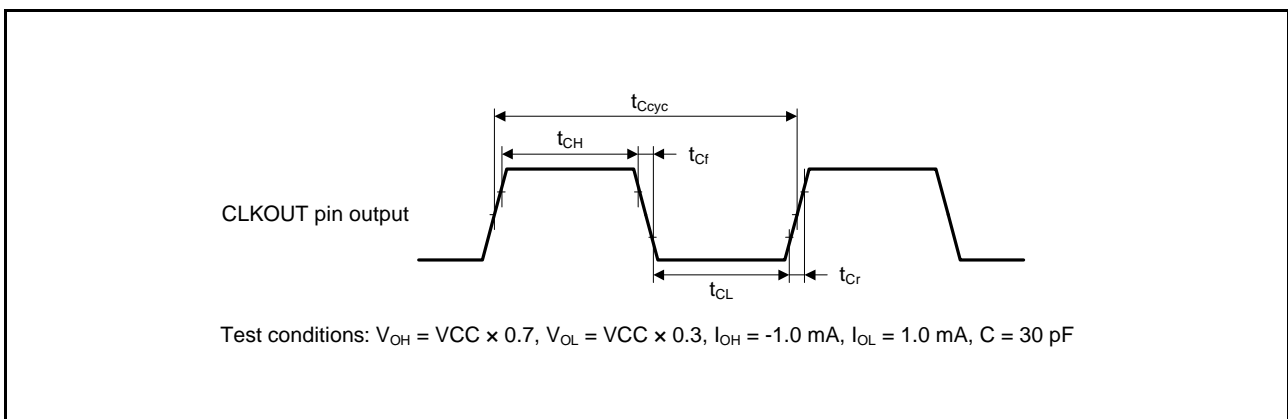 tCcyc
tCH
tCf
CLKOUT pin output
tCL
tCr
Test conditions: VOH = VCC × 0.7, VOL = VCC × 0.3, IOH = -1.0 mA, IOL = 1.0 mA, C = 30 pF